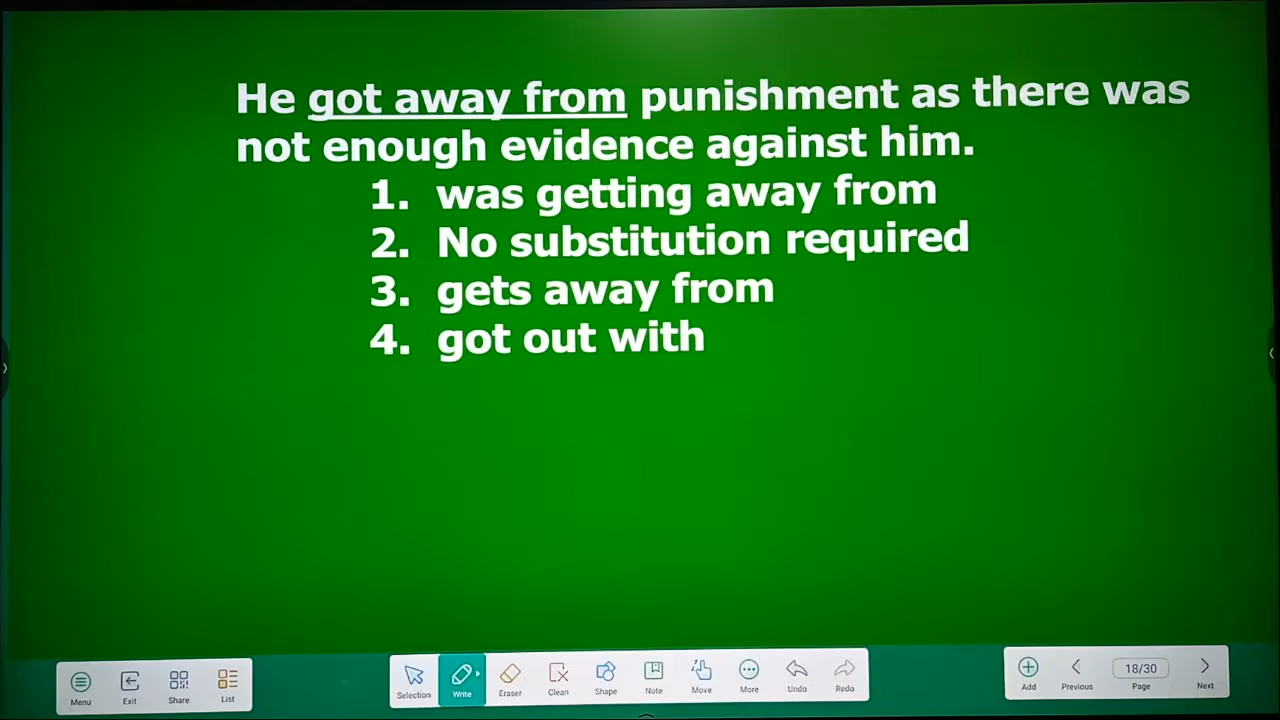 He got away from punishment as there was
not enough evidence against him.
1. was getting away from
2. No substitution required
3. gets away from
4. got out with
Menu Exit Share List Selection Write Eraser Clean Shape Note Move More Undo Redo Add Previous 18/30 Page Next